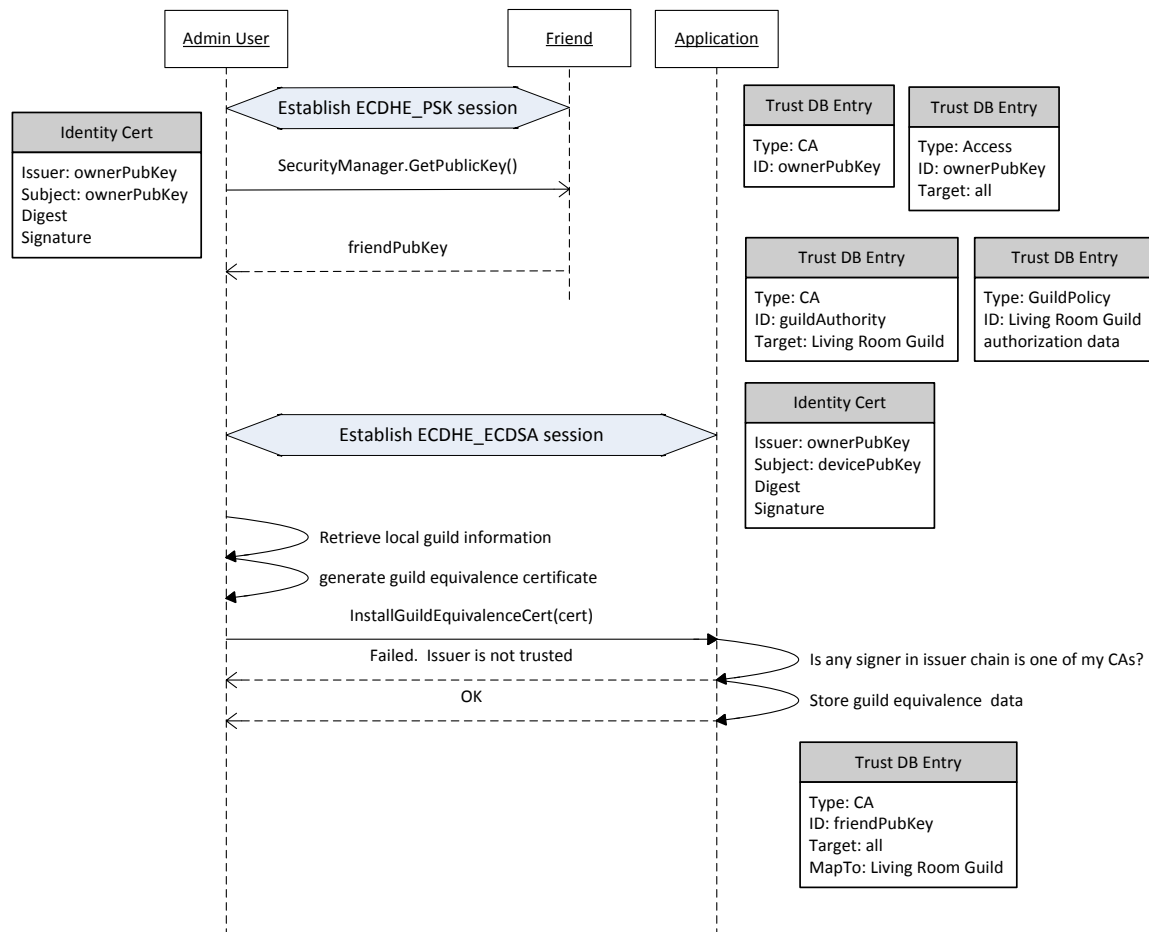 Admin User
Friend
Application
Establish ECDHE_PSK session
Identity Cert
Issuer: ownerPubKey
Subject: ownerPubKey
Digest
Signature
SecurityManager.GetPublicKey()
friendPubKey
Trust DB Entry
Type: CA
ID: ownerPubKey
Trust DB Entry
Type: Access
ID: ownerPubKey
Target: all
Trust DB Entry
Type: CA
ID: guildAuthority
Target: Living Room Guild
Trust DB Entry
Type: GuildPolicy
ID: Living Room Guild
authorization data
Establish ECDHE_ECDSA session
Identity Cert
Issuer: ownerPubKey
Subject: devicePubKey
Digest
Signature
Retrieve local guild information
generate guild equivalence certificate
InstallGuildEquivalenceCert(cert)
Failed. Issuer is not trusted
Is any signer in issuer chain is one of my CAs?
OK
Store guild equivalence data
Trust DB Entry
Type: CA
ID: friendPubKey
Target: all
MapTo: Living Room Guild